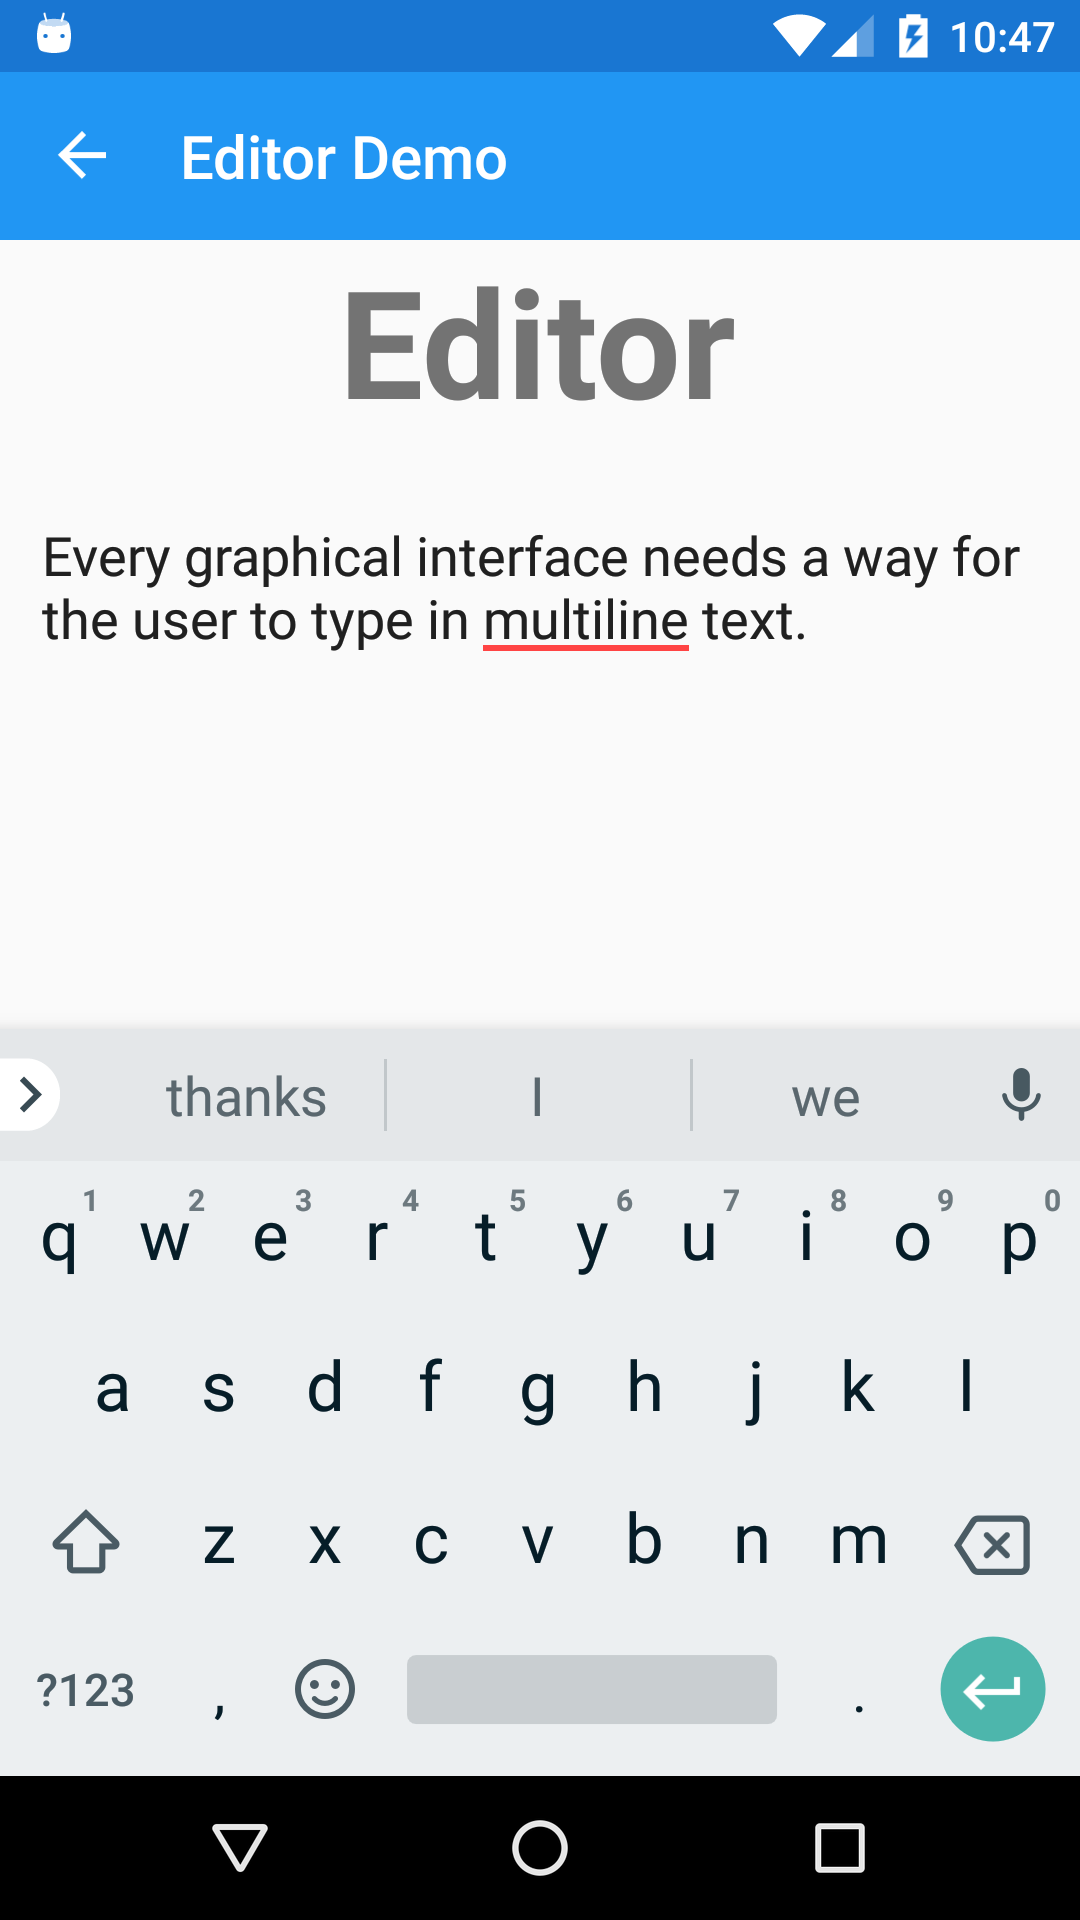 10:47
Editor Demo
Editor
Every graphical interface needs a way for
the user to type in multiline text.
thanks I we
1 2 3 4 5 6 7 8 9 0
q w e r t y u i o p
a s d f g h j k l
z x c v b n m
?123 , .